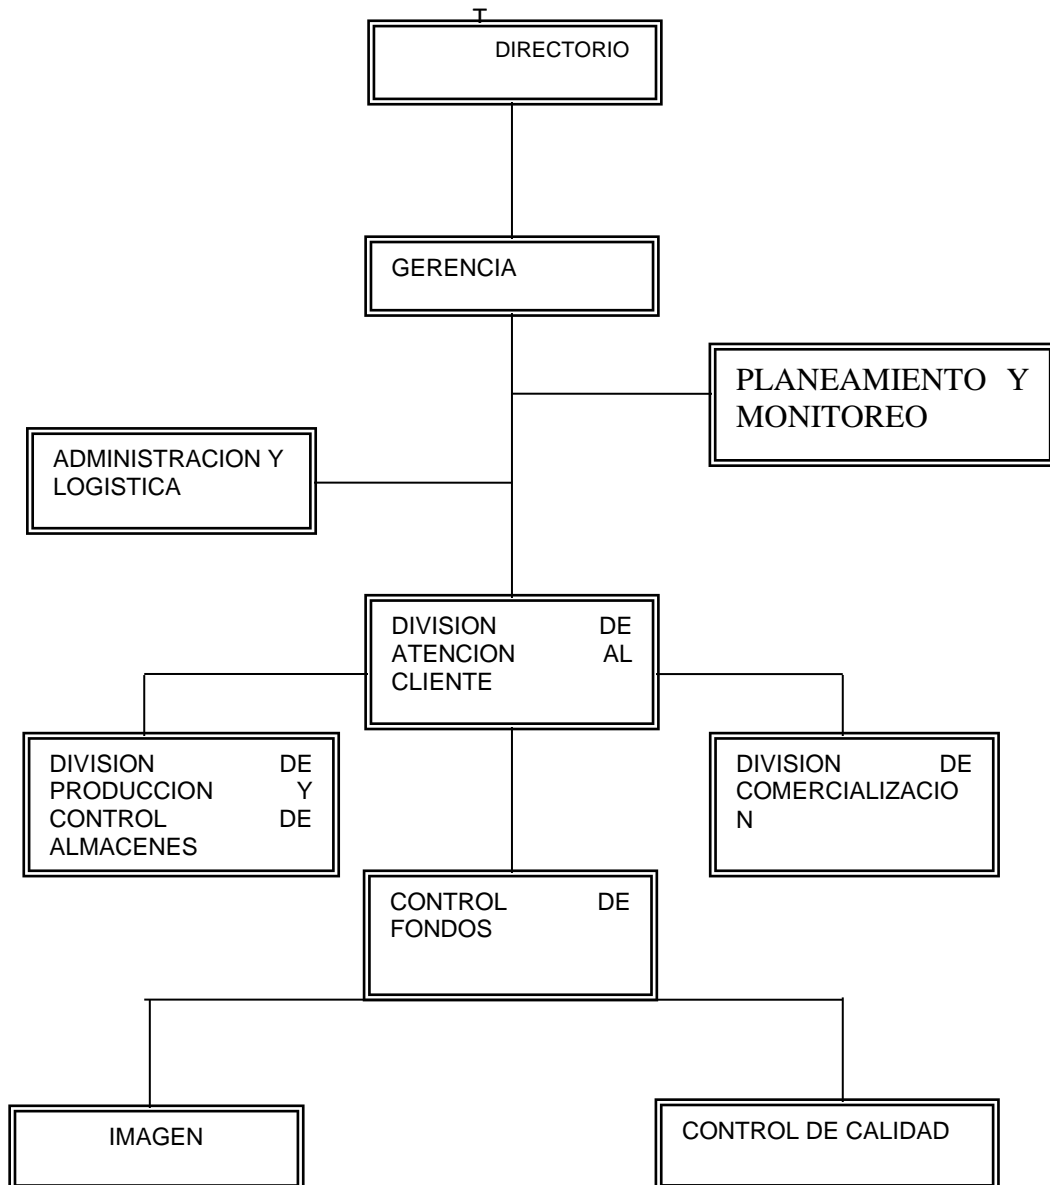 T
DIRECTORIO
GERENCIA
PLANEAMIENTO Y
MONITOREO
ADMINISTRACION Y
LOGISTICA
DIVISION DE
ATENCION AL
CLIENTE
DIVISION DE
PRODUCCION Y
CONTROL DE
ALMACENES
DIVISION DE
COMERCIALIZACIO
N
CONTROL DE
FONDOS
IMAGEN
CONTROL DE CALIDAD